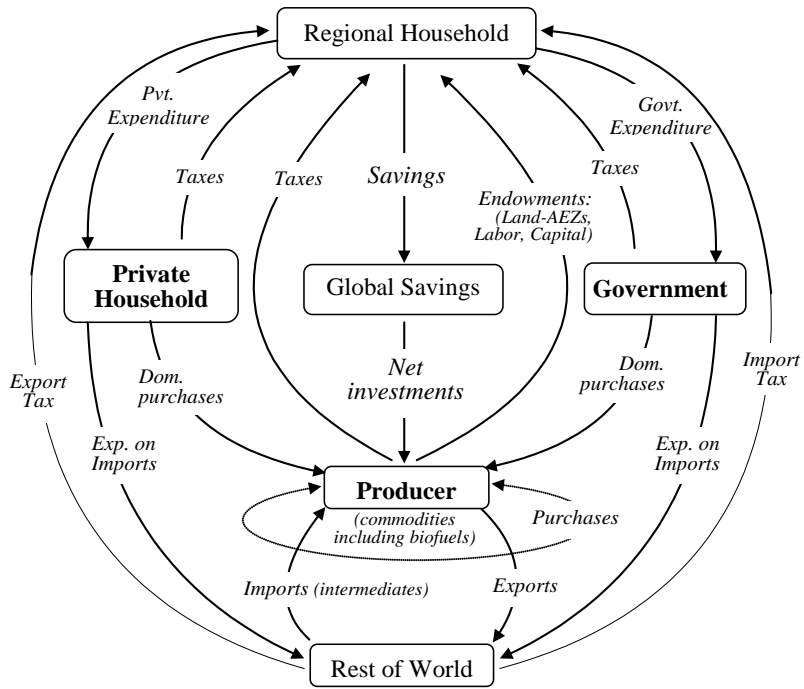 Regional Household
Pvt.
Expenditure
Govt.
Expenditure
Taxes
Taxes
Savings
Taxes
Endowments:
(Land-AEZs,
Labor, Capital)
Private
Household
Global Savings
Government
Export
Tax
Dom.
purchases
Net
investments
Dom.
purchases
Import
Tax
Exp. on
Imports
Exp. on
Imports
Producer
(commodities
including biofuels)
Purchases
Imports (intermediates)
Exports
Rest of World